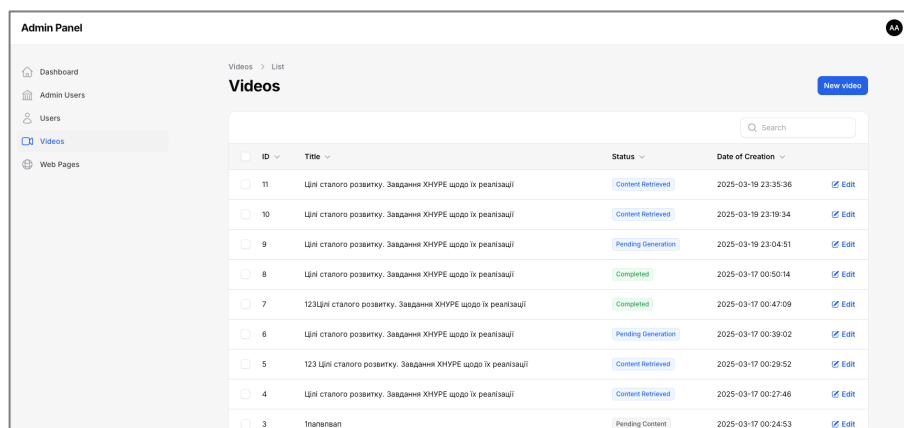 Admin Panel
AA
Dashboard
Admin Users
Users
Videos
Web Pages
Videos > List
Videos
New video
Search
ID Title Status Date of Creation
11 Цілі сталого розвитку. Завдання ХНУРЕ щодо їх реалізації Content Retrieved 2025-03-19 23:35:36 Edit
10 Цілі сталого розвитку. Завдання ХНУРЕ щодо їх реалізації Content Retrieved 2025-03-19 23:19:34 Edit
9 Цілі сталого розвитку. Завдання ХНУРЕ щодо їх реалізації Pending Generation 2025-03-19 23:04:51 Edit
8 Цілі сталого розвитку. Завдання ХНУРЕ щодо їх реалізації Completed 2025-03-17 00:50:14 Edit
7 123Цілі сталого розвитку. Завдання ХНУРЕ щодо їх реалізації Completed 2025-03-17 00:47:09 Edit
6 Цілі сталого розвитку. Завдання ХНУРЕ щодо їх реалізації Pending Generation 2025-03-17 00:39:02 Edit
5 123 Цілі сталого розвитку. Завдання ХНУРЕ щодо їх реалізації Content Retrieved 2025-03-17 00:29:52 Edit
4 Цілі сталого розвитку. Завдання ХНУРЕ щодо їх реалізації Content Retrieved 2025-03-17 00:27:46 Edit
3 1папвпвап Pending Content 2025-03-17 00:24:53 Edit